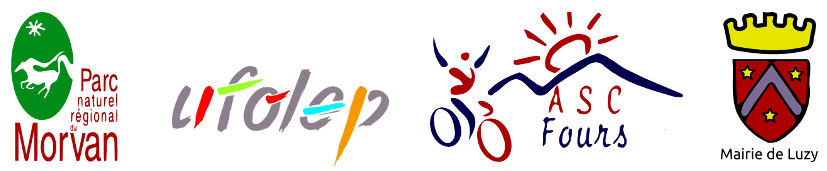 Parc
naturel
régional
du
Morvan
ufolep
ASC
Fours
Mairie de Luzy